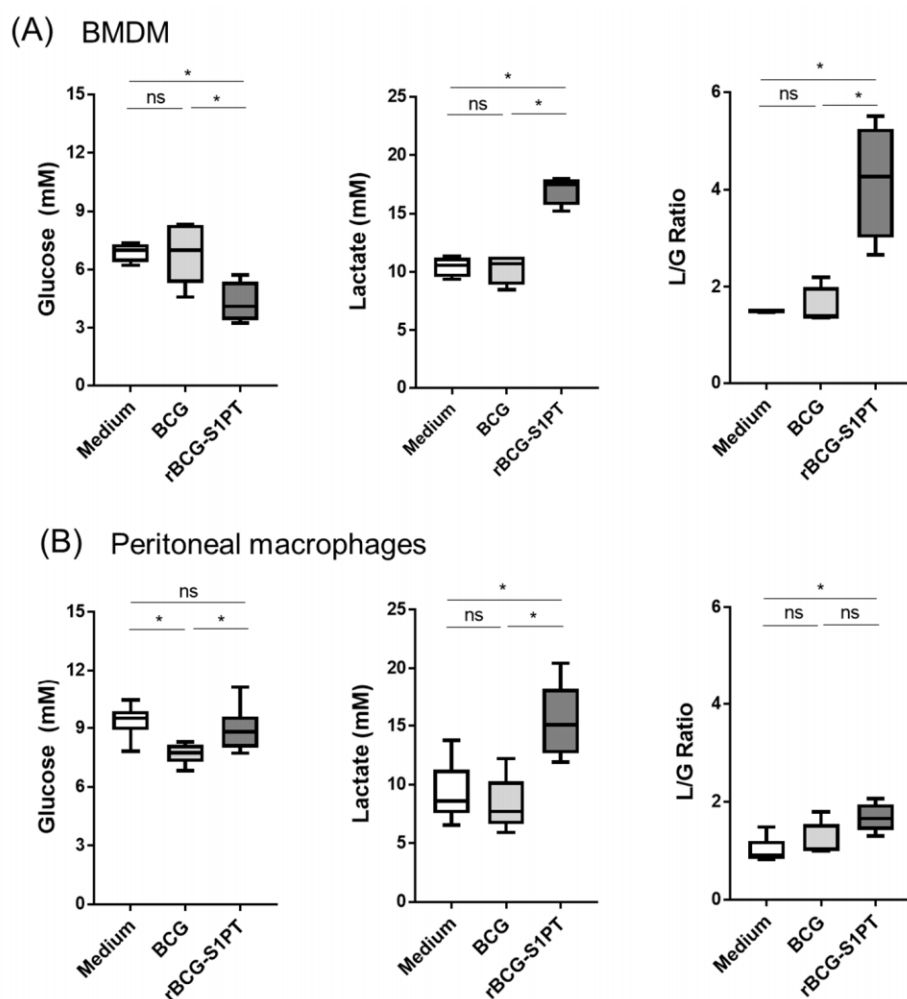 (A) BMDM
*
ns *
15
12
9
6
3
0
Glucose (mM)
Medium
BCG
rBCG-S1PT
*
ns *
25
20
15
10
5
0
Lactate (mM)
Medium
BCG
rBCG-S1PT
*
ns *
6
4
2
0
L/G Ratio
Medium
BCG
rBCG-S1PT
(B) Peritoneal macrophages
ns
* *
15
12
9
6
3
0
Glucose (mM)
Medium
BCG
rBCG-S1PT
*
ns *
25
20
15
10
5
0
Lactate (mM)
Medium
BCG
rBCG-S1PT
*
ns ns
6
4
2
0
L/G Ratio
Medium
BCG
rBCG-S1PT